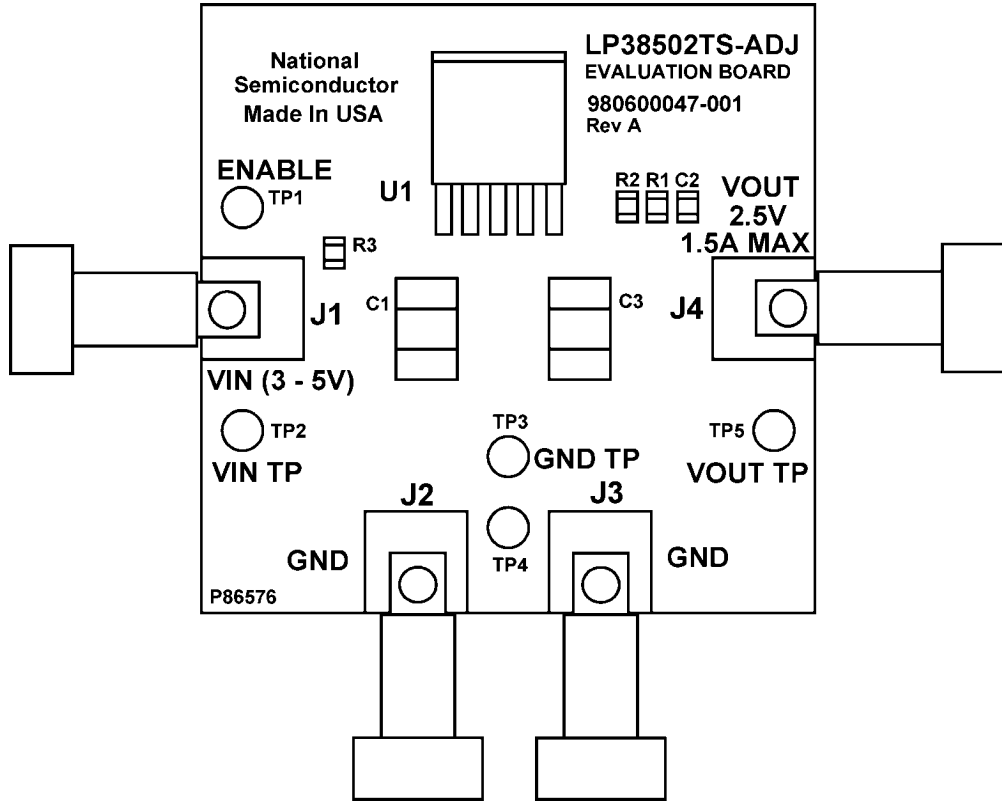 National
Semiconductor
Made In USA
LP38502TS-ADJ
EVALUATION BOARD
980600047-001
Rev A
ENABLE
TP1
U1
R2 R1 C2
VOUT
2.5V
1.5A MAX
R3
J1
C1
C3
J4
VIN (3 - 5V)
TP2
VIN TP
TP3
GND TP
TP5
VOUT TP
J2
J3
GND
TP4
GND
P86576